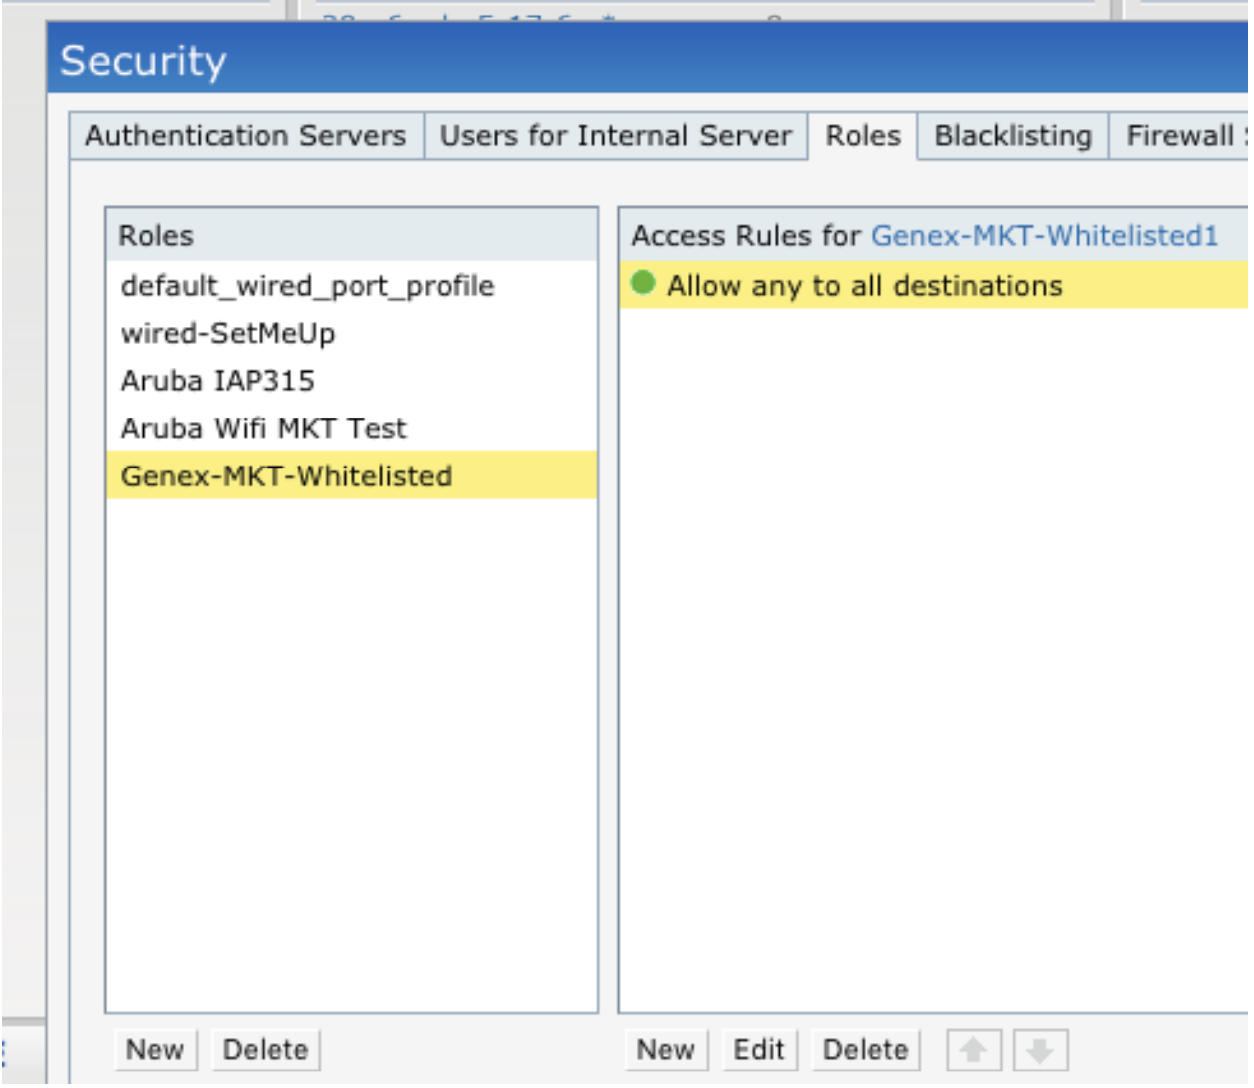 Security
Authentication Servers Users for Internal Server Roles Blacklisting Firewall
Roles
default_wired_port_profile
wired-SetMeUp
Aruba IAP315
Aruba Wifi MKT Test
Genex-MKT-Whitelisted
New Delete
Access Rules for Genex-MKT-Whitelisted1
Allow any to all destinations
New Edit Delete